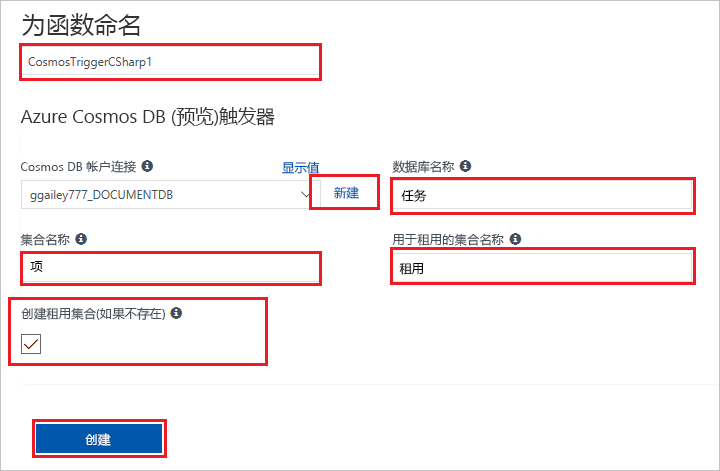 为函数命名
CosmosTriggerCSharp1
Azure Cosmos DB (预览)触发器
Cosmos DB 帐户连接
显示值
数据库名称
ggailey777_DOCUMENTDB
新建
任务
集合名称
用于租用的集合名称
项
租用
创建租用集合(如果不存在)
创建